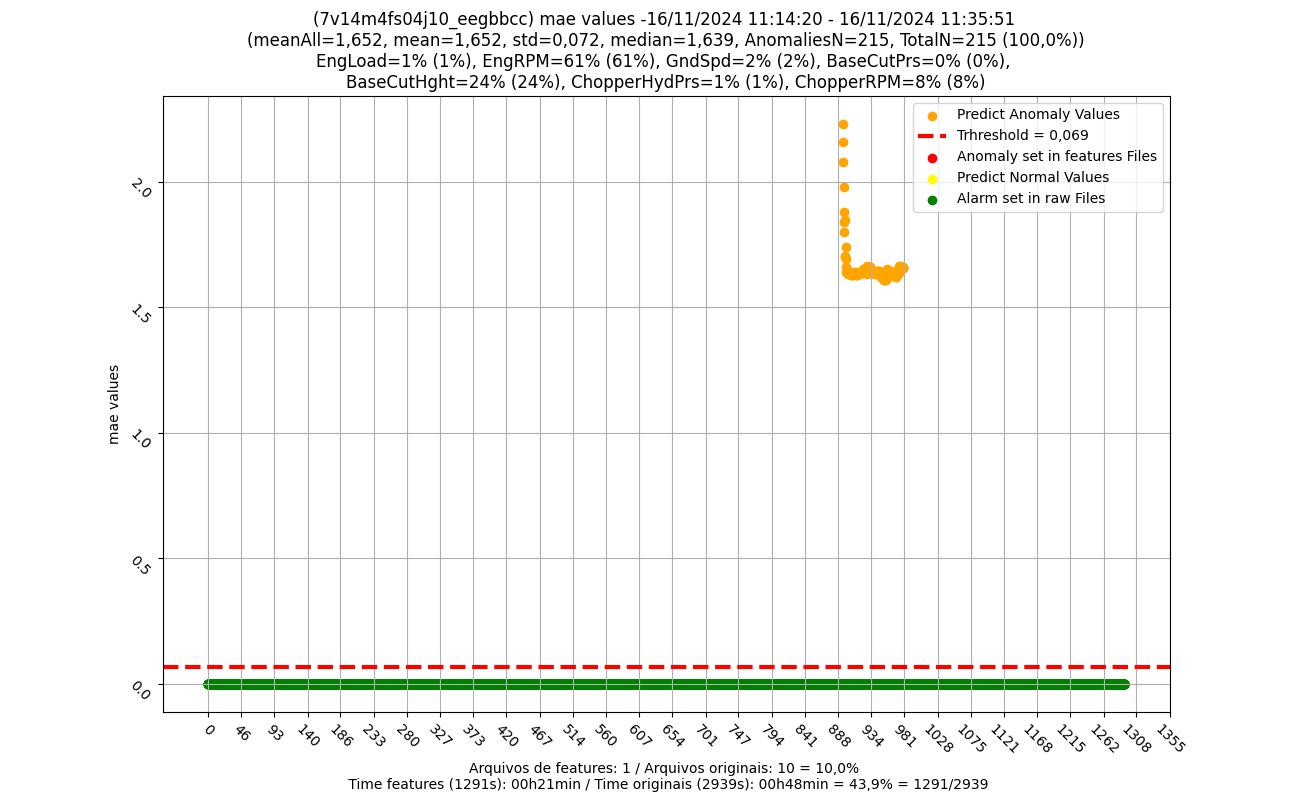 (7v14m4fs04j10_eegbbcc) mae values -16/11/2024 11:14:20 - 16/11/2024 11:35:51
(meanAll=1,652, mean=1,652, std=0,072, median=1,639, AnomaliesN=215, TotalN=215 (100,0%))
EngLoad=1% (1%), EngRPM=61% (61%), GndSpd=2% (2%), BaseCutPrs=0% (0%),
BaseCutHght=24% (24%), ChopperHydPrs=1% (1%), ChopperRPM=8% (8%)
Predict Anomaly Values
Trhreshold = 0,069
Anomaly set in features Files
Predict Normal Values
Alarm set in raw Files
mae values
2.0
1.5
1.0
0.5
0.0
0 46 93 140 186 233 280 327 373 420 467 514 560 607 654 701 747 794 841 888 934 981 1028 1075 1121 1168 1215 1262 1308 1355
Arquivos de features: 1 / Arquivos originais: 10 = 10,0%
Time features (1291s): 00h21min / Time originais (2939s): 00h48min = 43,9% = 1291/2939